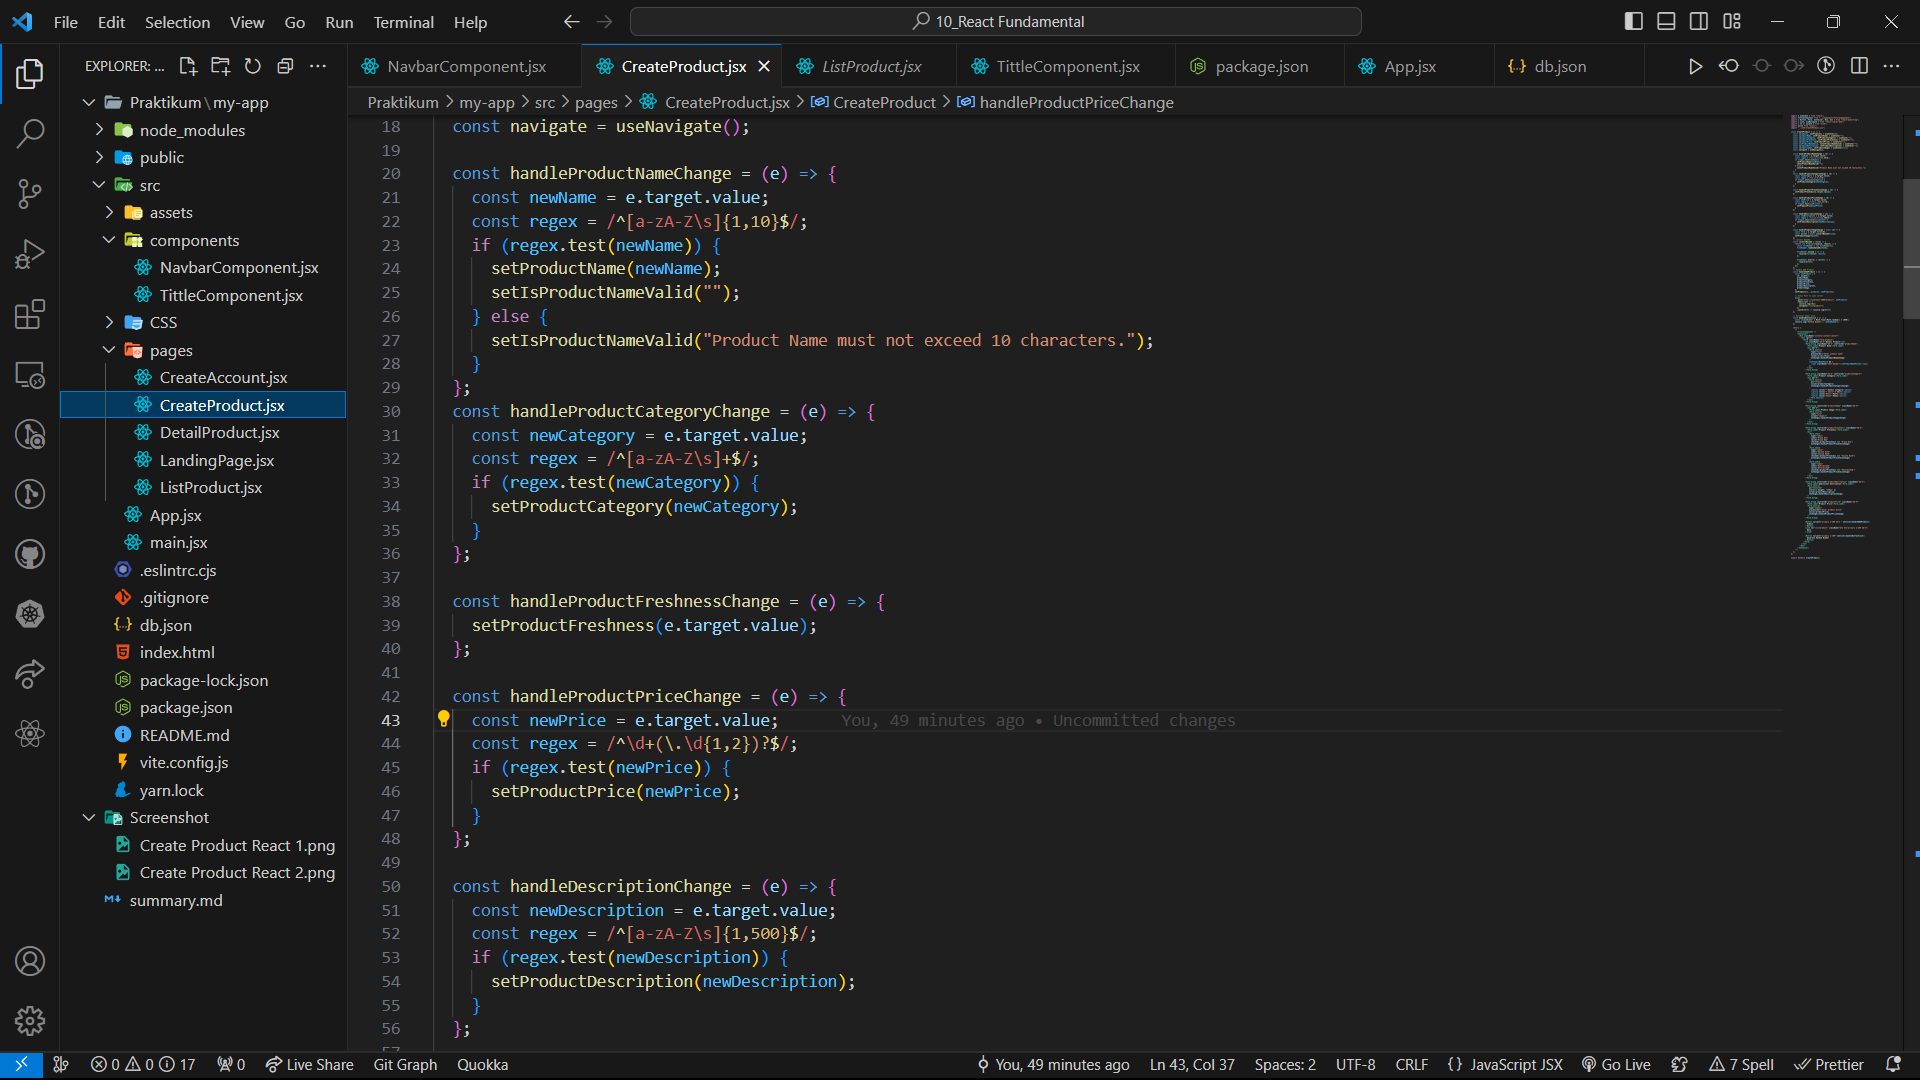 File Edit Selection View Go Run Terminal Help
10_React Fundamental
EXPLORER: ...
NavbarComponent.jsx CreateProduct.jsx ListProduct.jsx TittleComponent.jsx package.json App.jsx {..} db.json
Praktikum > my-app > src > pages > CreateProduct.jsx > CreateProduct > handleProductPriceChange
Praktikum\my-app
node_modules
public
src
assets
components
NavbarComponent.jsx
TittleComponent.jsx
CSS
pages
CreateAccount.jsx
CreateProduct.jsx
DetailProduct.jsx
LandingPage.jsx
ListProduct.jsx
App.jsx
main.jsx
.eslintrc.cjs
.gitignore
{..} db.json
index.html
package-lock.json
package.json
README.md
vite.config.js
yarn.lock
Screenshot
Create Product React 1.png
Create Product React 2.png
summary.md
18 const navigate = useNavigate();
19
20 const handleProductNameChange = (e) => {
21 const newName = e.target.value;
22 const regex = /^[a-zA-Z\s]{1,10}$/;
23 if (regex.test(newName)) {
24 setProductName(newName);
25 setIsProductNameValid("");
26 } else {
27 setIsProductNameValid("Product Name must not exceed 10 characters.");
28 }
29 };
30 const handleProductCategoryChange = (e) => {
31 const newCategory = e.target.value;
32 const regex = /^[a-zA-Z\s]+$/;
33 if (regex.test(newCategory)) {
34 setProductCategory(newCategory);
35 }
36 };
37
38 const handleProductFreshnessChange = (e) => {
39 setProductFreshness(e.target.value);
40 };
41
42 const handleProductPriceChange = (e) => {
43 const newPrice = e.target.value; You, 49 minutes ago • Uncommitted changes
44 const regex = /^\d+(\.\d{1,2})?$/;
45 if (regex.test(newPrice)) {
46 setProductPrice(newPrice);
47 }
48 };
49
50 const handleDescriptionChange = (e) => {
51 const newDescription = e.target.value;
52 const regex = /^[a-zA-Z\s]{1,500}$/;
53 if (regex.test(newDescription)) {
54 setProductDescription(newDescription);
55 }
56 };
0 0 17 0 Live Share Git Graph Quokka You, 49 minutes ago Ln 43, Col 37 Spaces: 2 UTF-8 CRLF {} JavaScript JSX Go Live 7 Spell Prettier